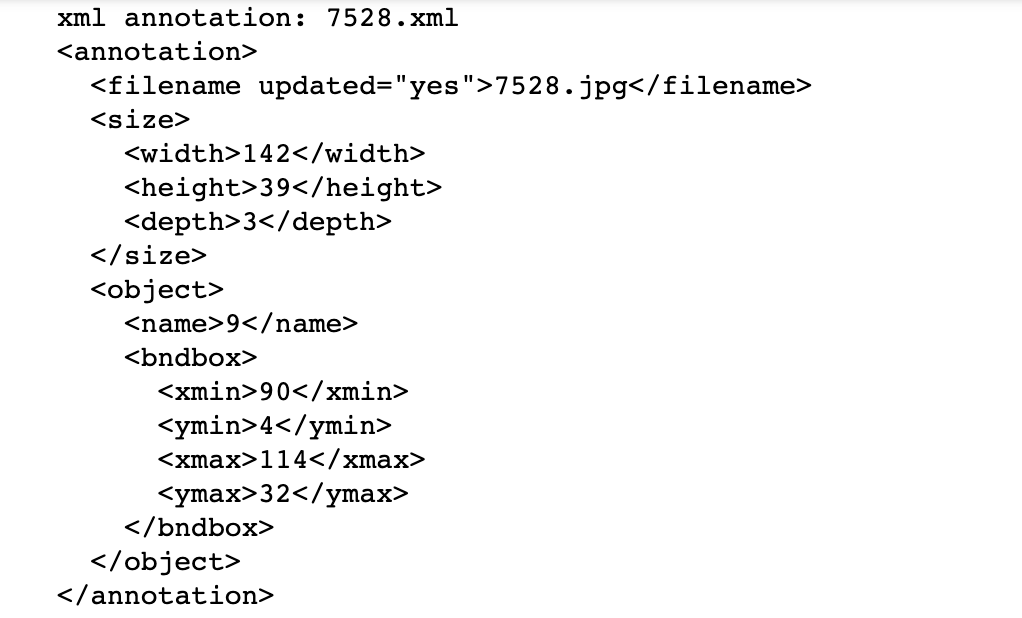 xml annotation: 7528.xml
<annotation>
  <filename updated="yes">7528.jpg</filename>
  <size>
    <width>142</width>
    <height>39</height>
    <depth>3</depth>
  </size>
  <object>
    <name>9</name>
    <bndbox>
      <xmin>90</xmin>
      <ymin>4</ymin>
      <xmax>114</xmax>
      <ymax>32</ymax>
    </bndbox>
  </object>
</annotation>